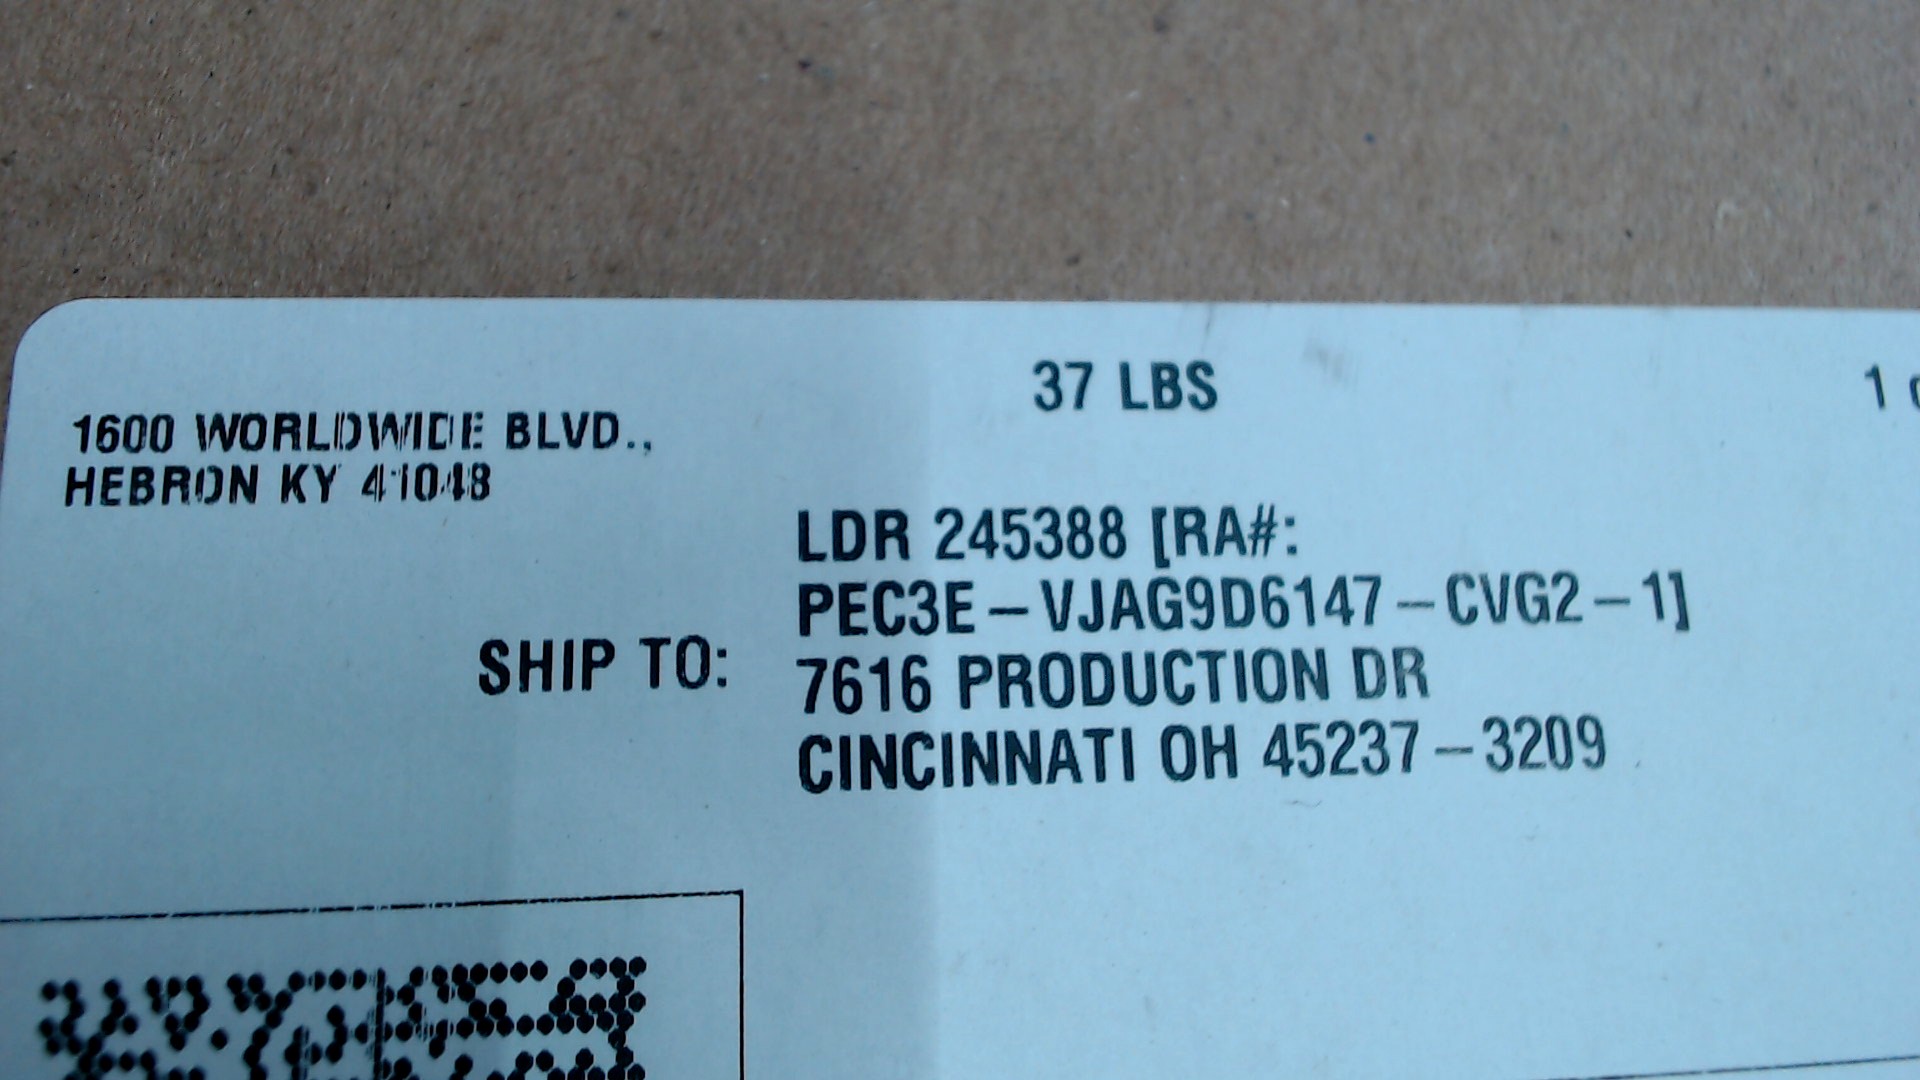 37 LBS
1
1600 WORLDWIDE BLVD.,
HEBRON KY 41048
LDR 245388 [RA#:
PEC3E-VJAG9D6147-CVG2-1]
SHIP TO:
7616 PRODUCTION DR
CINCINNATI OH 45237-3209